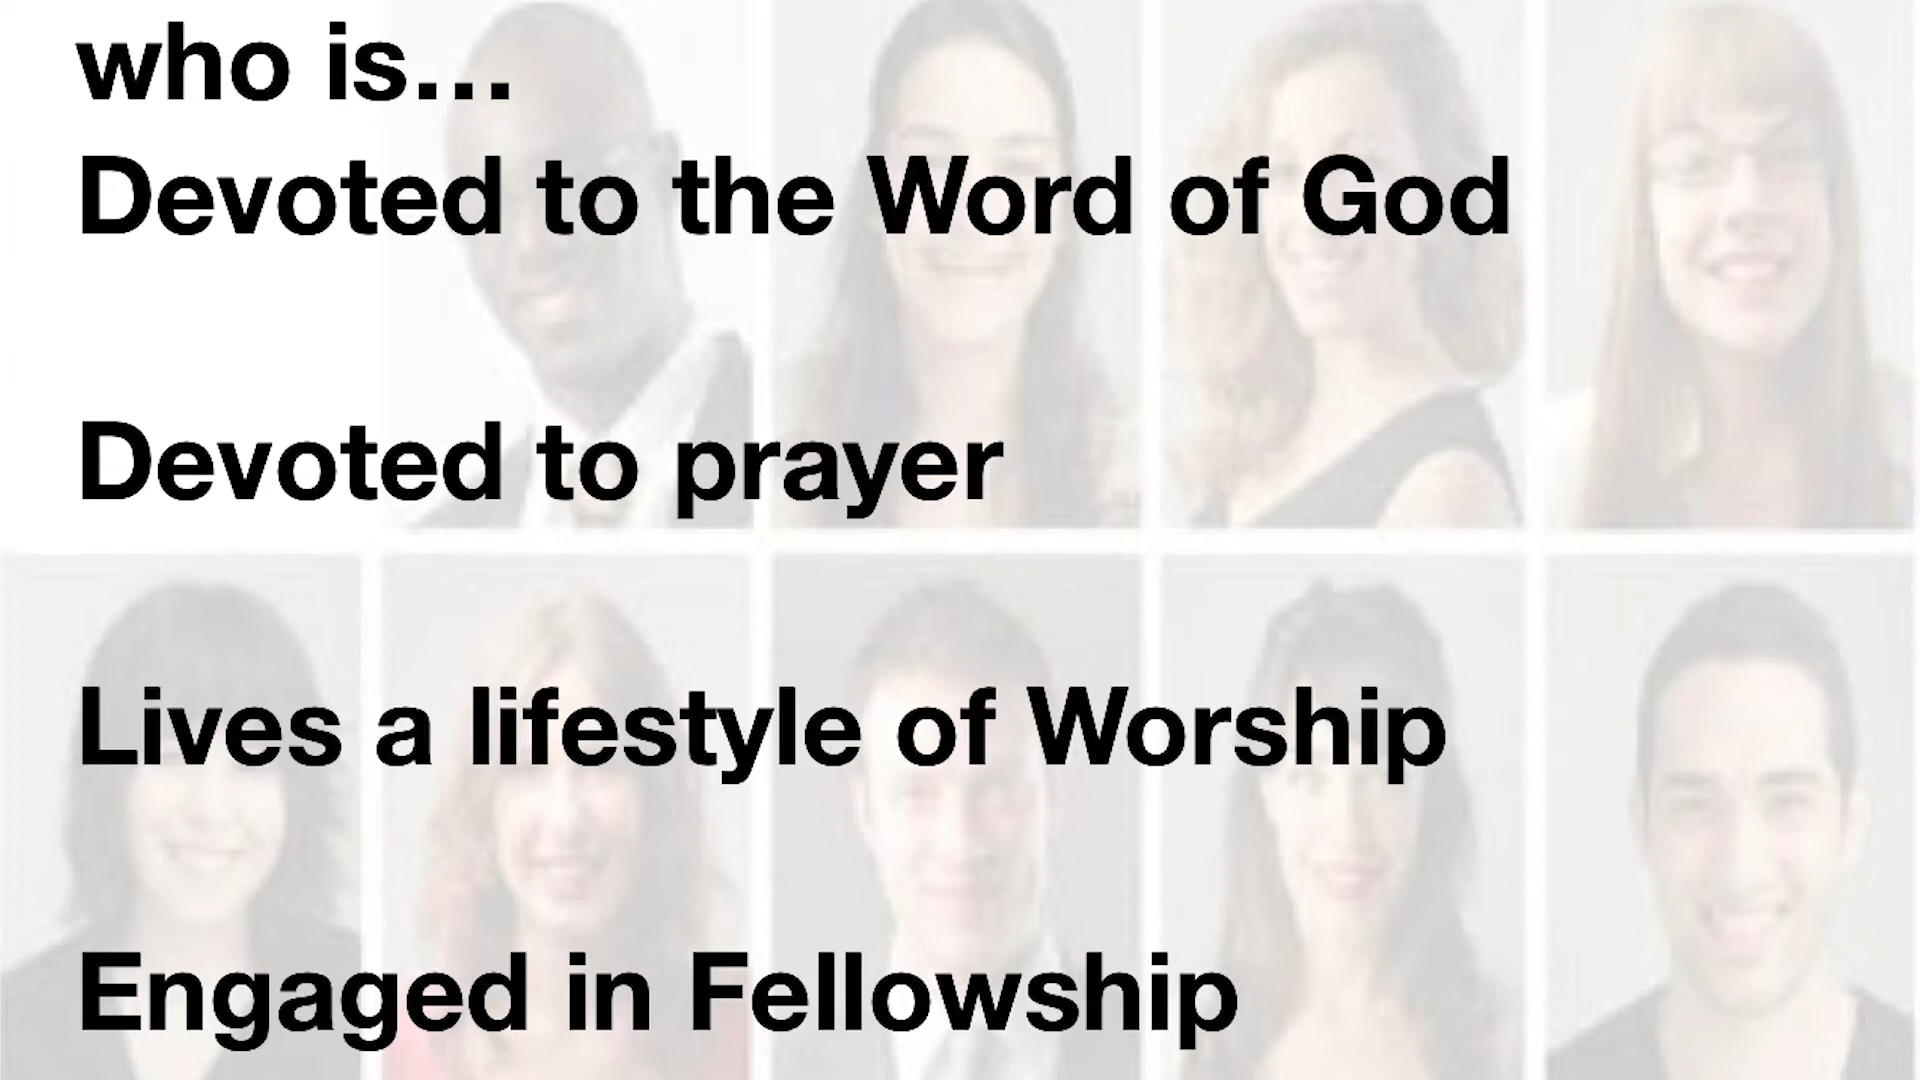 who is...
Devoted to the Word of God
Devoted to prayer
Lives a lifestyle of Worship
Engaged in Fellowship